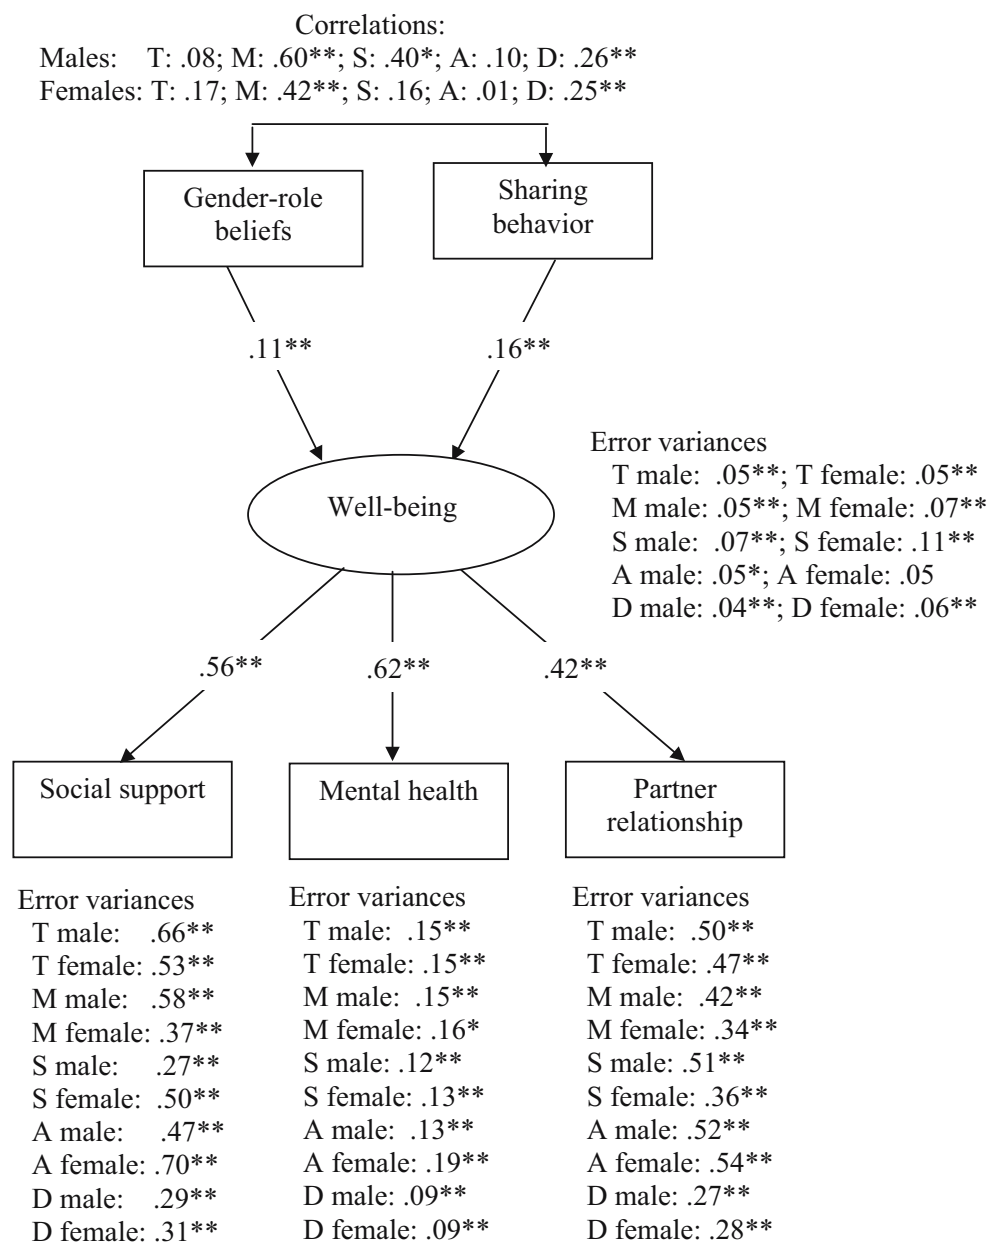 Correlations:
Males: T: .08; M: .60**; S: .40*; A: .10; D: .26**
Females: T: .17; M: .42**; S: .16; A: .01; D: .25**
Gender-role
beliefs
Sharing
behavior
.11**
.16**
Well-being
Error variances
T male: .05**; T female: .05**
M male: .05**; M female: .07**
S male: .07**; S female: .11**
A male: .05*; A female: .05
D male: .04**; D female: .06**
.56**
.62**
.42**
Social support
Mental health
Partner
relationship
Error variances
T male: .66**
T female: .53**
M male: .58**
M female: .37**
S male: .27**
S female: .50**
A male: .47**
A female: .70**
D male: .29**
D female: .31**
Error variances
T male: .15**
T female: .15**
M male: .15**
M female: .16*
S male: .12**
S female: .13**
A male: .13**
A female: .19**
D male: .09**
D female: .09**
Error variances
T male: .50**
T female: .47**
M male: .42**
M female: .34**
S male: .51**
S female: .36**
A male: .52**
A female: .54**
D male: .27**
D female: .28**